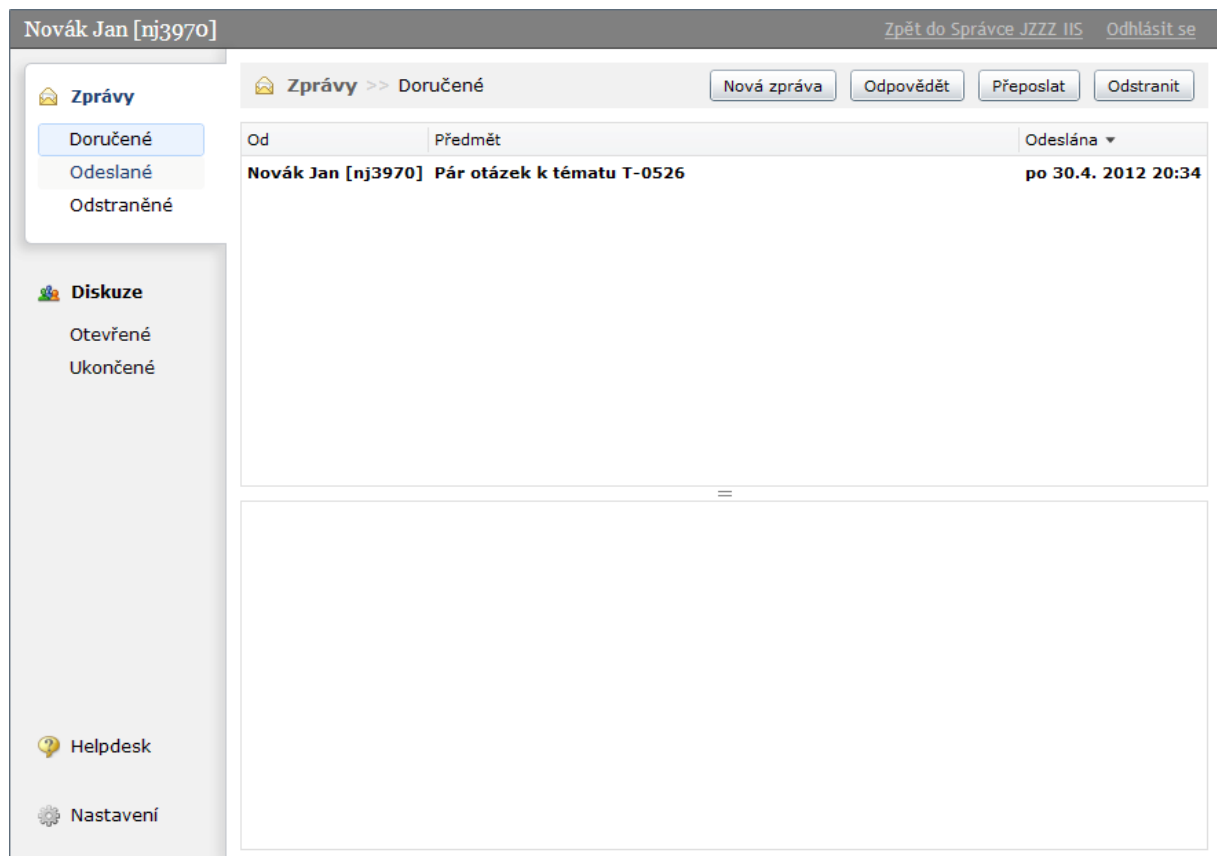 Novák Jan [nj3970]
Zpět do Správce JZZZ IIS Odhlásit se
Zprávy
Doručené
Odeslané
Odstraněné
Diskuze
Otevřené
Ukončené
Helpdesk
Nastavení
Zprávy >> Doručené
Nová zpráva Odpovědět Přeposlat Odstranit
Od Předmět Odeslána
Novák Jan [nj3970] Pár otázek k tématu T-0526 po 30.4. 2012 20:34